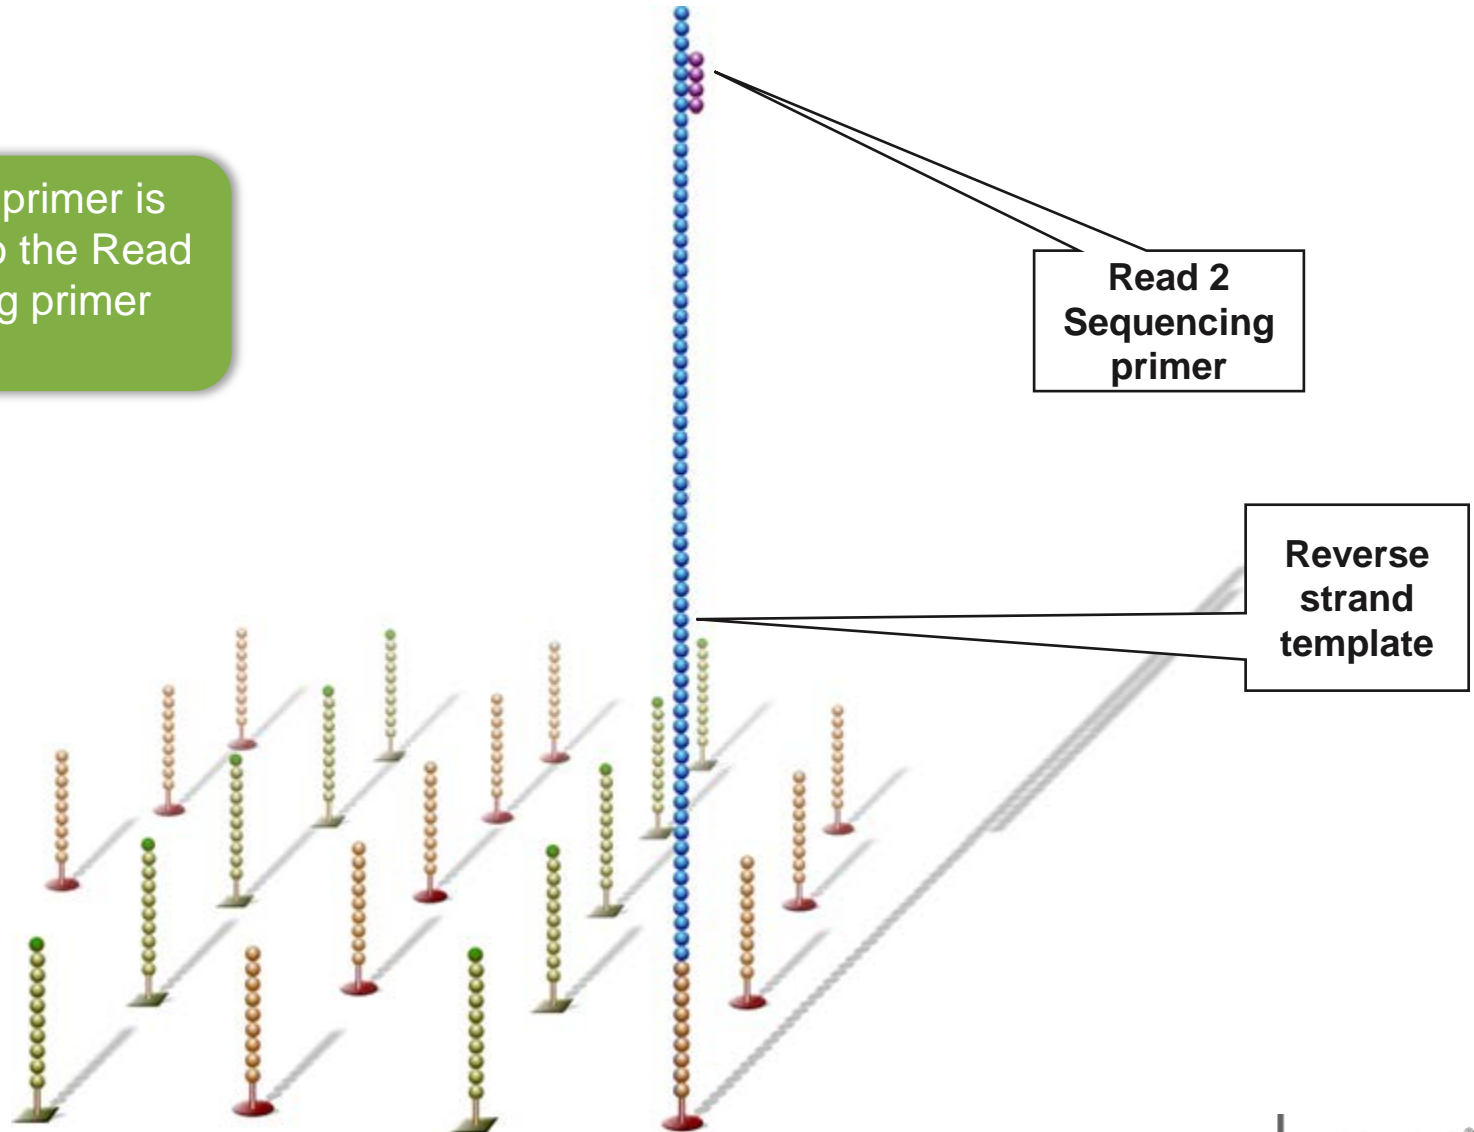 primer is
the Read
primer
Read 2
Sequencing
primer
Reverse
strand
template